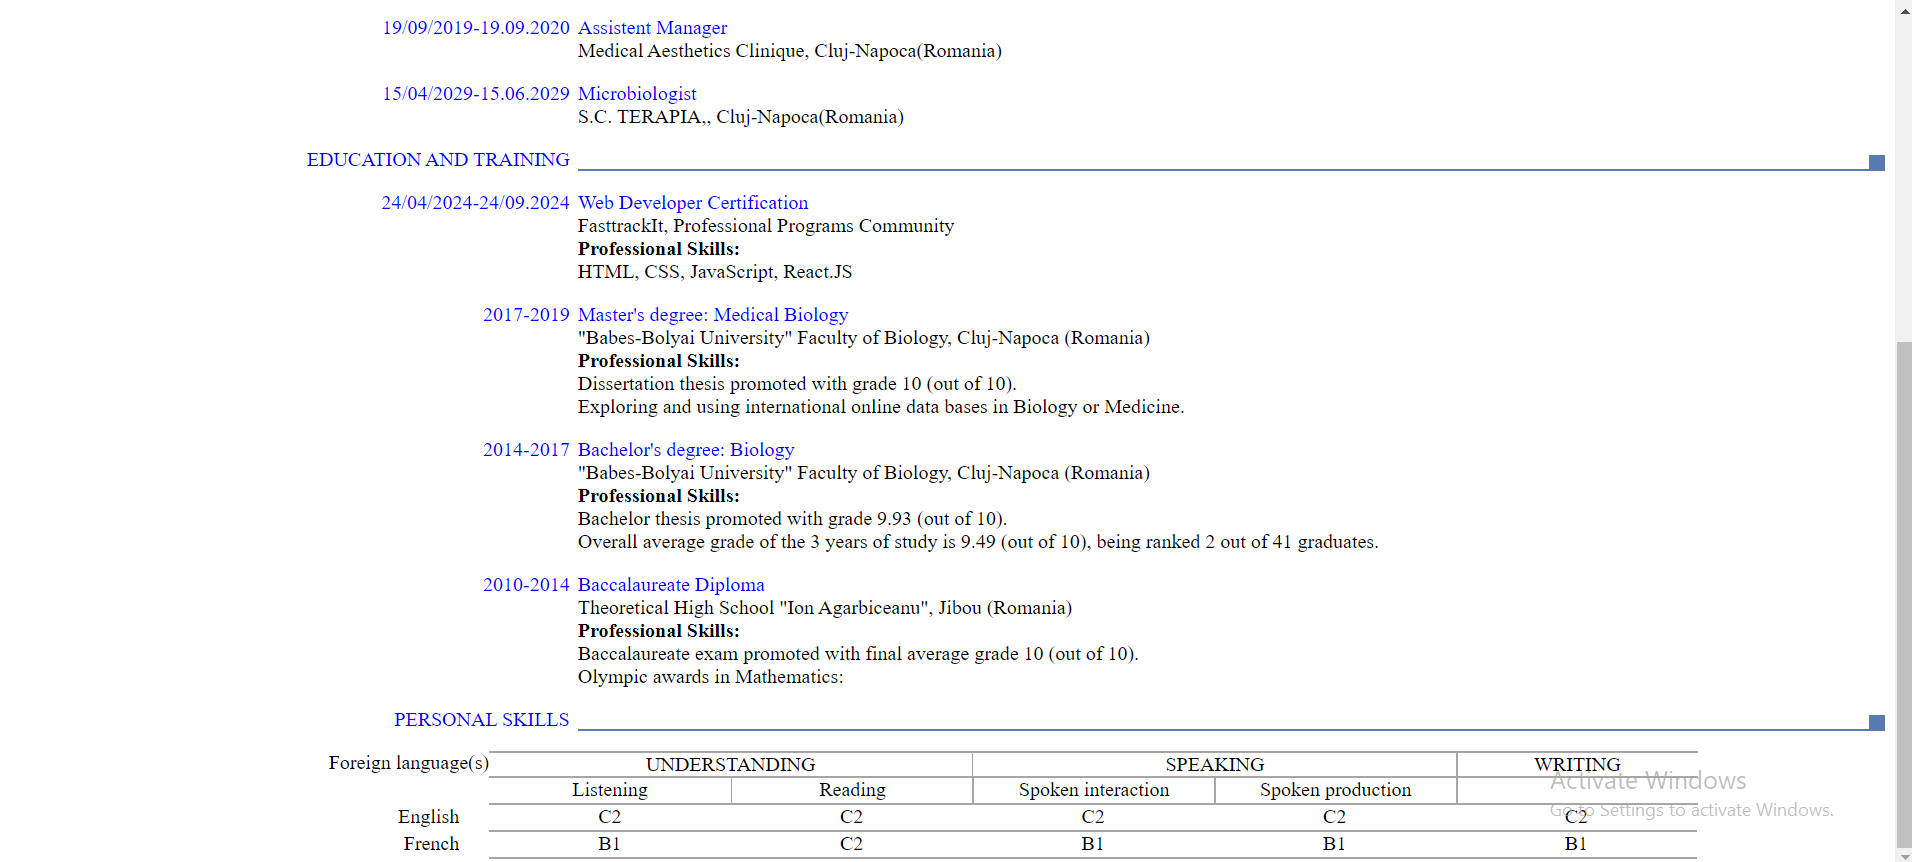 19/09/2019-19.09.2020 Assistent Manager
Medical Aesthetics Clinique, Cluj-Napoca(Romania)
15/04/2029-15.06.2029 Microbiologist
S.C. TERAPIA,, Cluj-Napoca(Romania)
EDUCATION AND TRAINING
24/04/2024-24/09.2024 Web Developer Certification
FasttrackIt, Professional Programs Community
Professional Skills:
HTML, CSS, JavaScript, React.JS
2017-2019 Master's degree: Medical Biology
"Babes-Bolyai University" Faculty of Biology, Cluj-Napoca (Romania)
Professional Skills:
Dissertation thesis promoted with grade 10 (out of 10).
Exploring and using international online data bases in Biology or Medicine.
2014-2017 Bachelor's degree: Biology
"Babes-Bolyai University" Faculty of Biology, Cluj-Napoca (Romania)
Professional Skills:
Bachelor thesis promoted with grade 9.93 (out of 10).
Overall average grade of the 3 years of study is 9.49 (out of 10), being ranked 2 out of 41 graduates.
2010-2014 Baccalaureate Diploma
Theoretical High School "Ion Agarbiceanu", Jibou (Romania)
Professional Skills:
Baccalaureate exam promoted with final average grade 10 (out of 10).
Olympic awards in Mathematics:
PERSONAL SKILLS
Foreign language(s) UNDERSTANDING SPEAKING WRITING
Listening Reading Spoken interaction Spoken production
English C2 C2 C2 C2 C2
French B1 C2 B1 B1 B1
Activate Windows
Go to Settings to activate Windows.